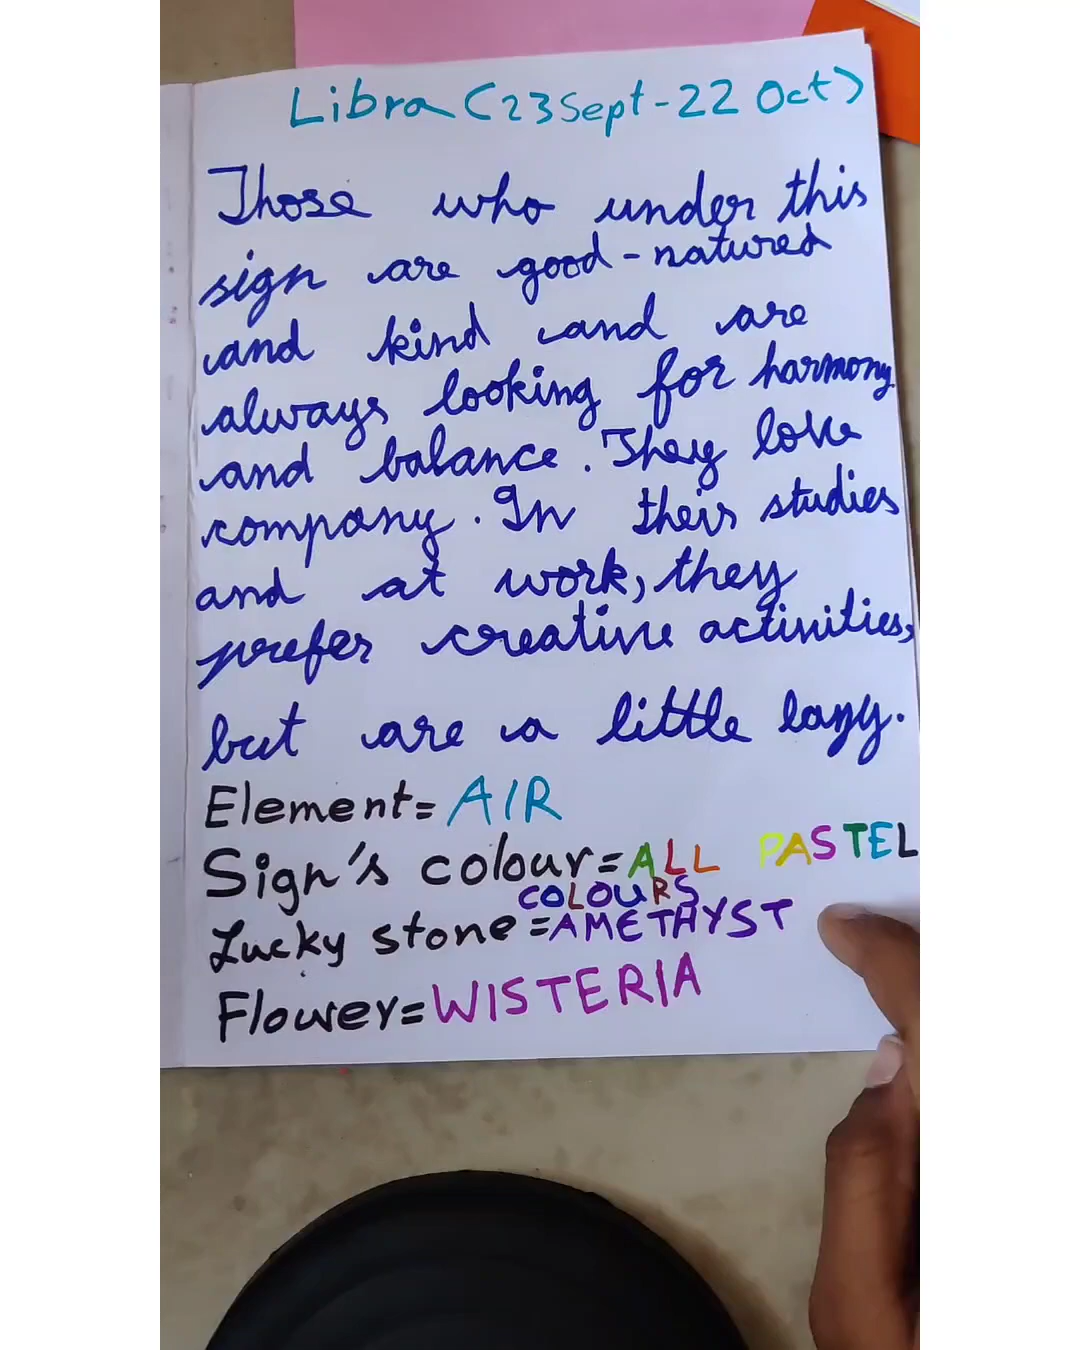 Libra (23 Sept - 22 Oct)
Those who under this
sign are good-natured
and kind and are
always looking for harmony
and balance. They love
company. In their studies
and at work, they
prefer creative activities,
but are a little lazy.
Element= AIR
Sign's colour= ALL PASTEL
COLOURS
Lucky stone = AMETHYST
Flower= WISTERIA